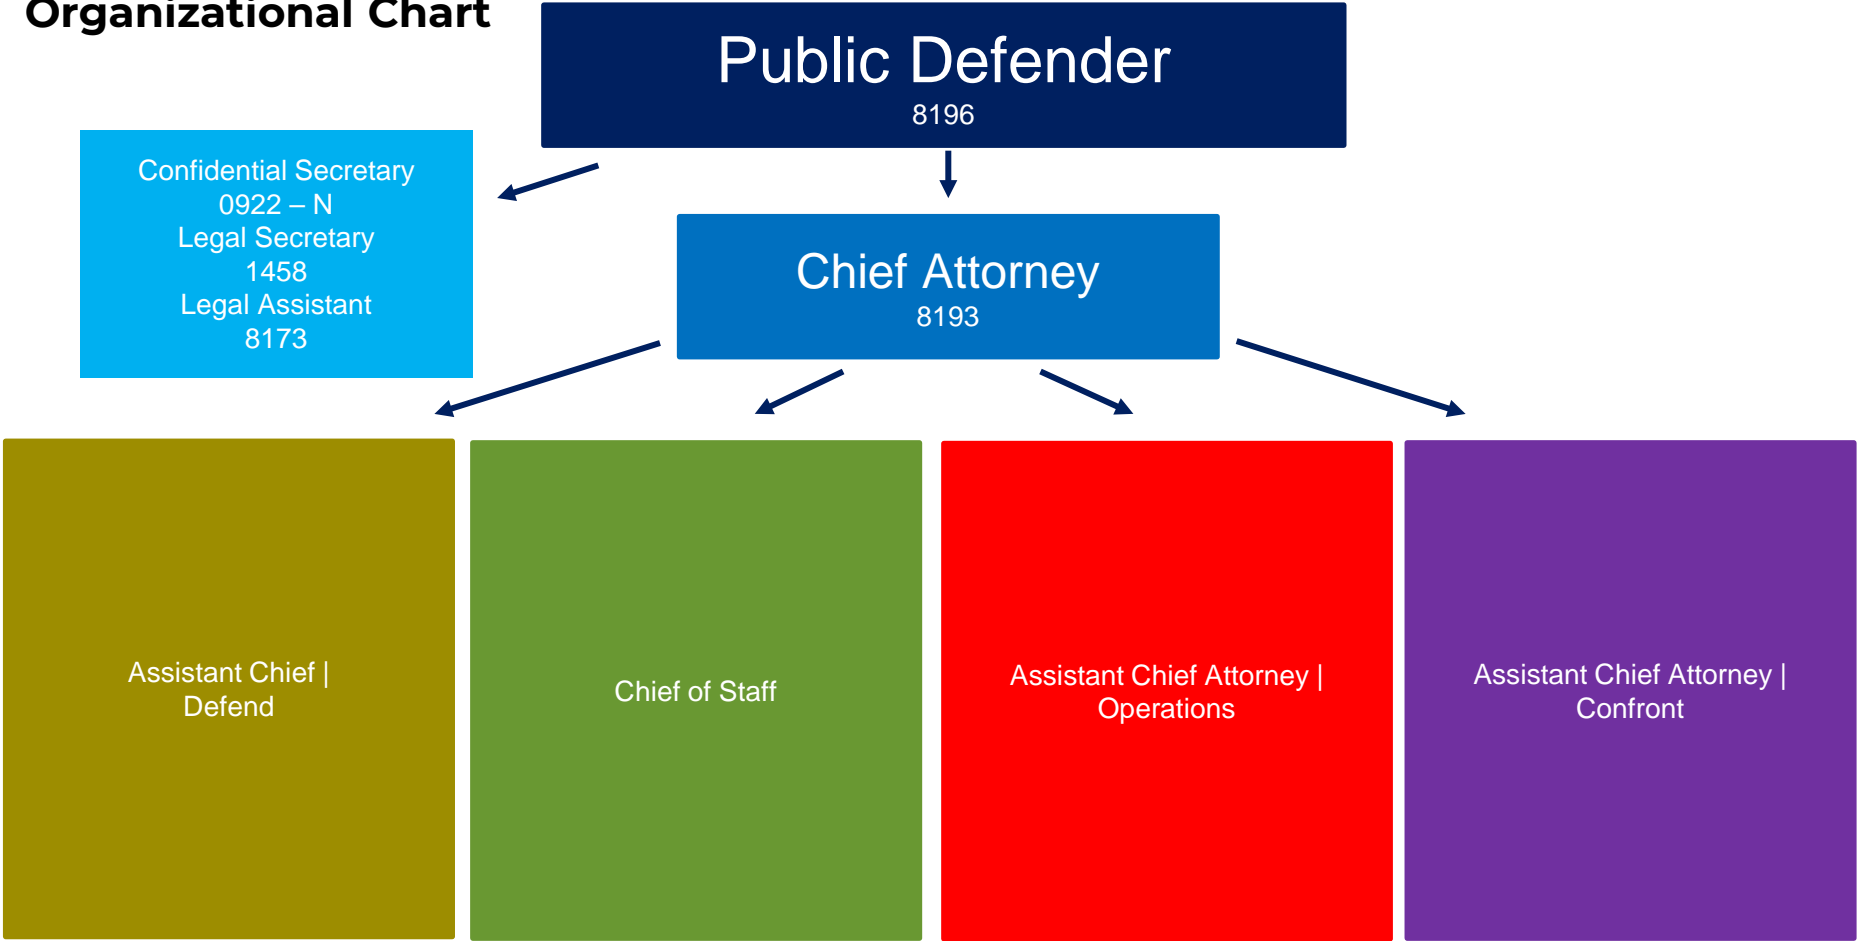 Organizational Chart
Public Defender
8196
Confidential Secretary
0922 – N
Legal Secretary
1458
Legal Assistant
8173
Chief Attorney
8193
Assistant Chief |
Defend
Chief of Staff
Assistant Chief Attorney |
Operations
Assistant Chief Attorney |
Confront